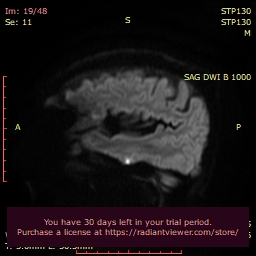 Im: 19/48
Se: 11
S
STP130
STP130
M
SAG DWI B 1000
A
P
You have 30 days left in your trial period.
Purchase a license at https://radiantviewer.com/store/